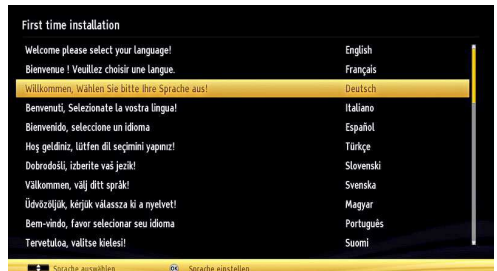 First time installation
Welcome please select your language! English
Bienvenue ! Veuillez choisir une langue. Français
Willkommen, Wählen Sie bitte Ihre Sprache aus! Deutsch
Benvenuti, Selezionate la vostra lingua! Italiano
Bienvenido, seleccione un idioma Español
Hoş geldiniz, lütfen dil seçimini yapınız! Türkçe
Dobrodošli, izberite vaš jezik! Slovenski
Välkommen, välj ditt språk! Svenska
Üdvözöljük, kérjük válassza ki a nyelvet! Magyar
Bem-vindo, favor selecionar seu idioma Português
Tervetuloa, valitse kielesi! Suomi
Sprache auswählen OK Sprache einstellen